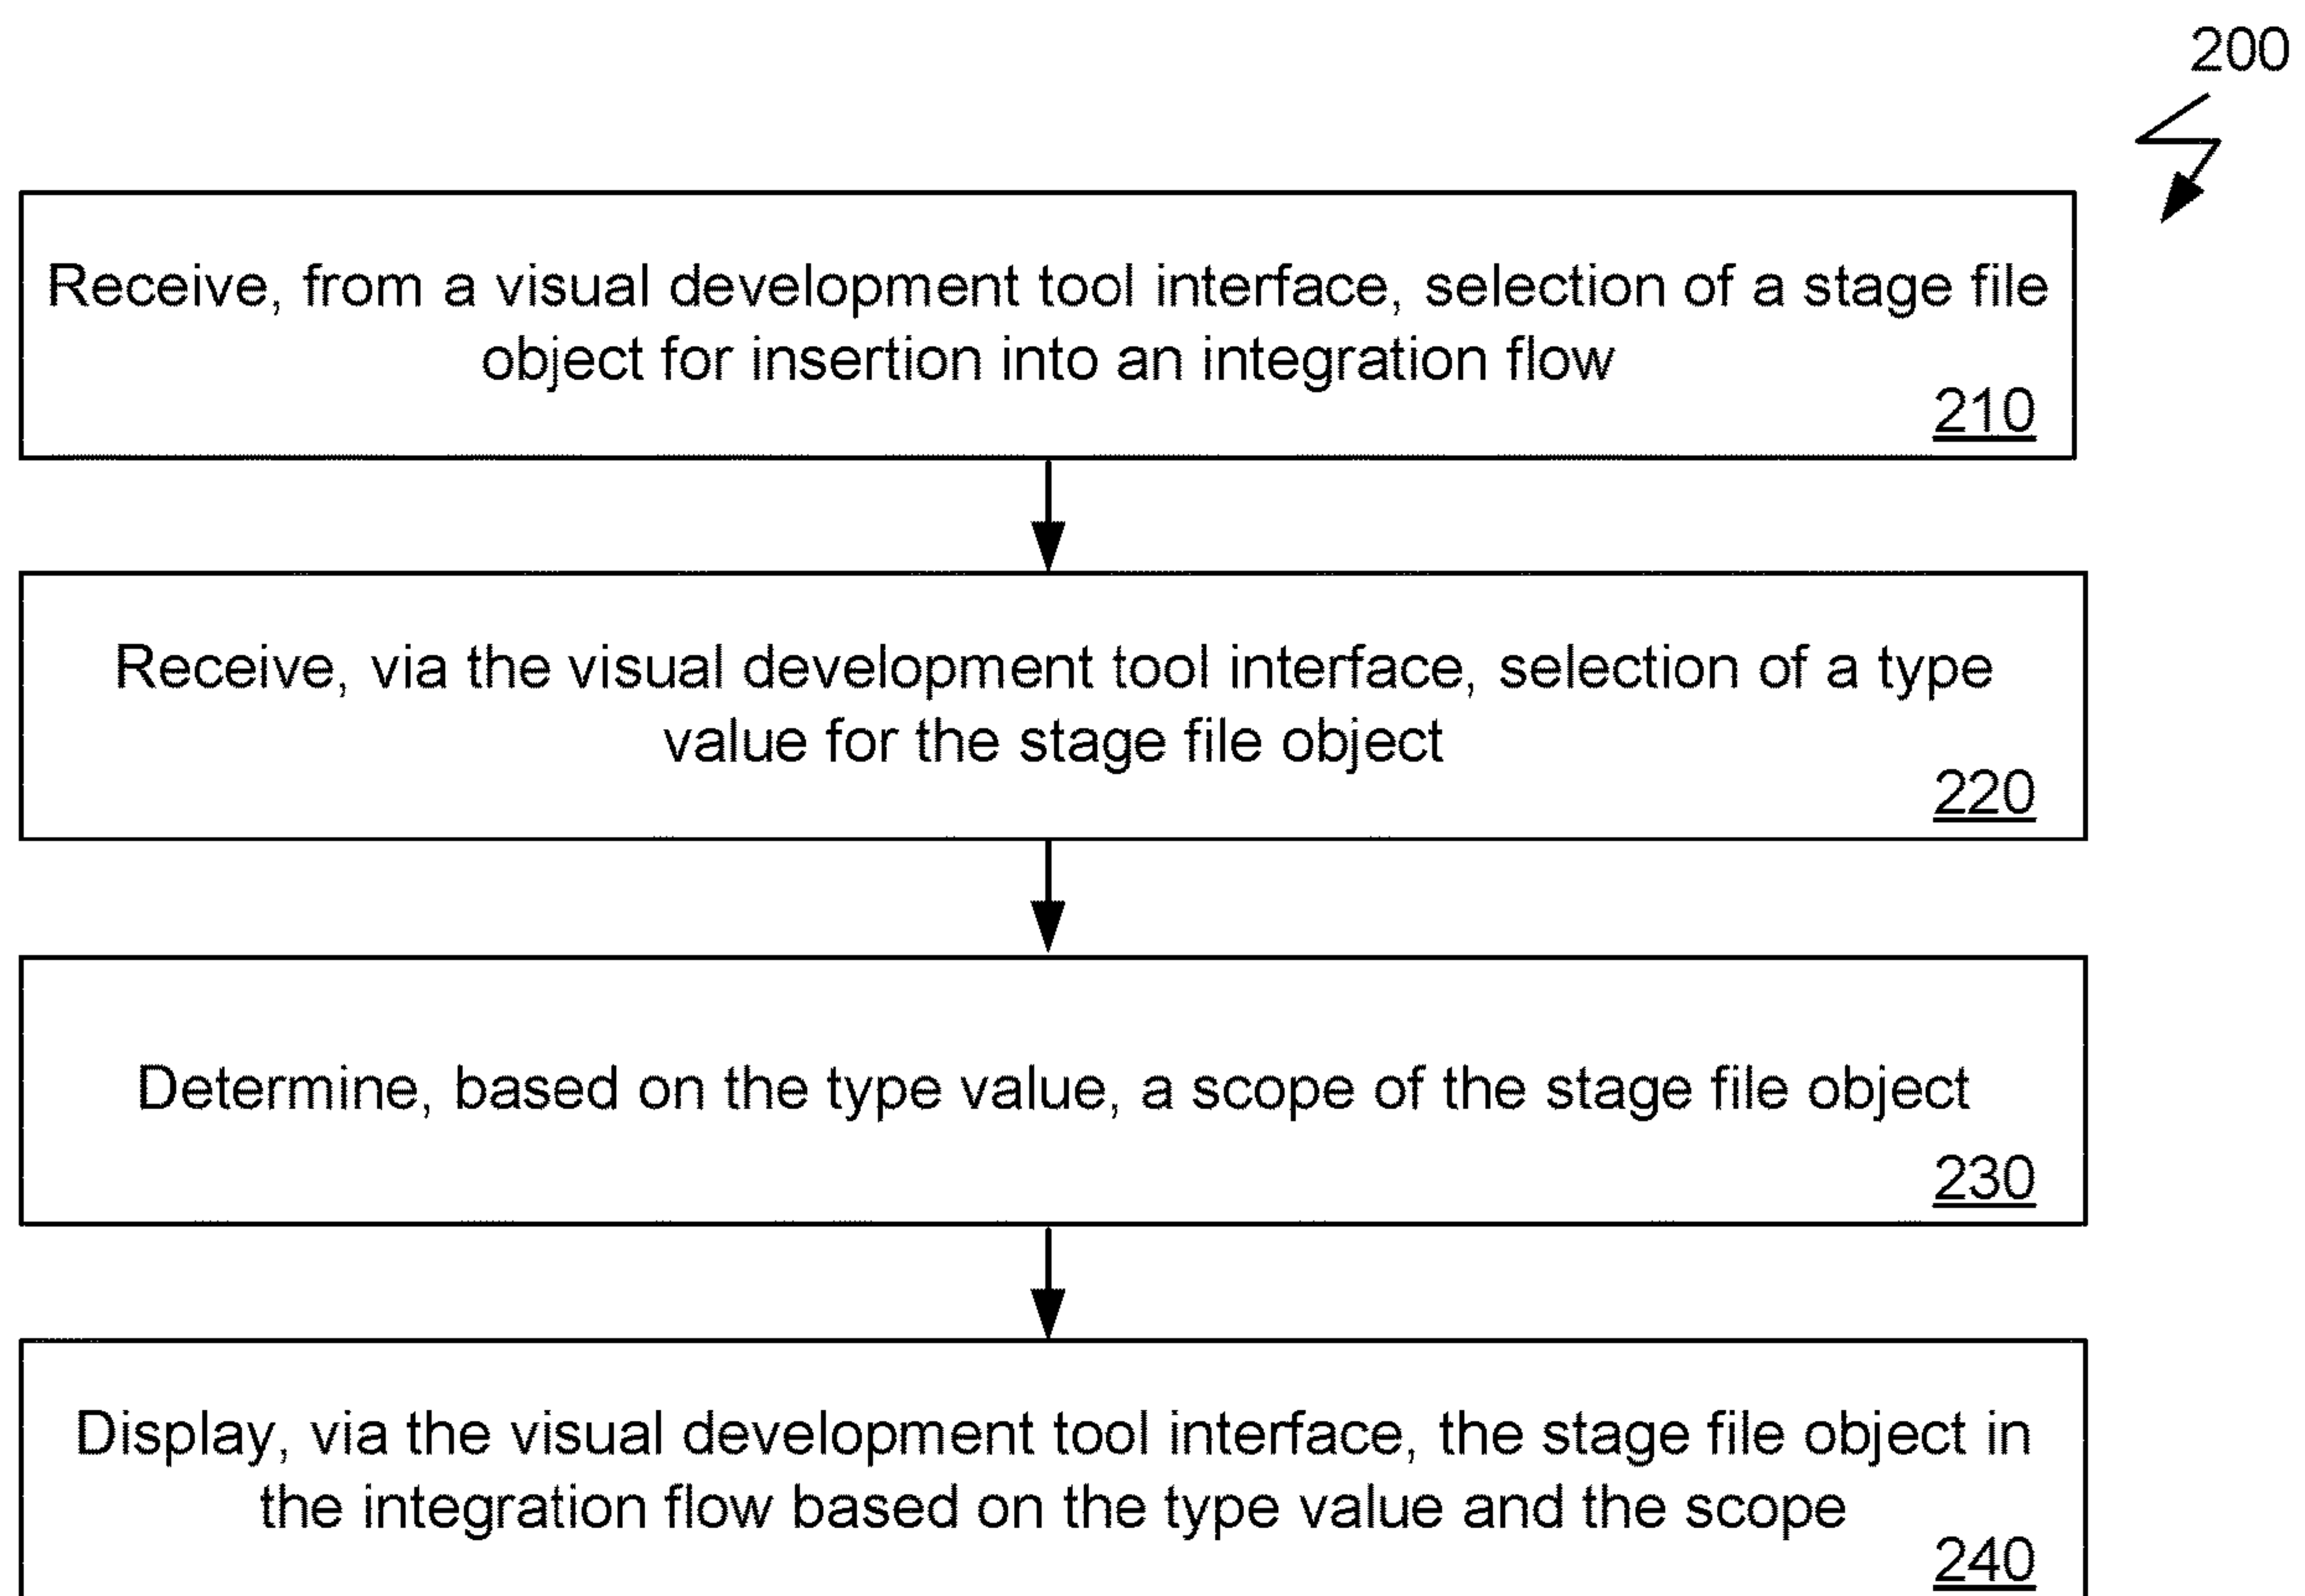 200
Receive, from a visual development tool interface, selection of a stage file
object for insertion into an integration flow
210
Receive, via the visual development tool interface, selection of a type
value for the stage file object
220
Determine, based on the type value, a scope of the stage file object
230
Display, via the visual development tool interface, the stage file object in
the integration flow based on the type value and the scope
240